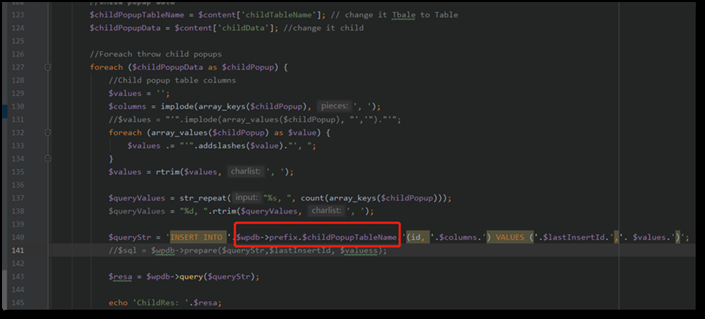 123 $childPopupTableName = $content['childTableName']; // change it Tbale to Table
124 $childPopupData = $content['childData']; //change it child
125
126 //Foreach throw child popups
127 foreach ($childPopupData as $childPopup) {
128 //Child popup table columns
129 $values = '';
130 $columns = implode(array_keys($childPopup), pieces: ', ');
131 //$values = "'".implode(array_values($childPopup), "','")."'";
132 foreach (array_values($childPopup) as $value) {
133 $values .= "'".addslashes($value)."', ";
134 }
135 $values = rtrim($values, charlist: ', ');
136
137 $queryValues = str_repeat( input: "%s, ", count(array_keys($childPopup)));
138 $queryValues = "%d, ".rtrim($queryValues, charlist: ', ');
139
140 $queryStr = 'INSERT INTO '.$wpdb->prefix.$childPopupTableName.'(id, '.$columns.') VALUES ('.$lastInsertId.','. $values.')';
141 //$sql = $wpdb->prepare($queryStr,$lastInsertId, $valuess);
142
143 $resa = $wpdb->query($queryStr);
144
145 echo 'ChildRes: '.$resa;